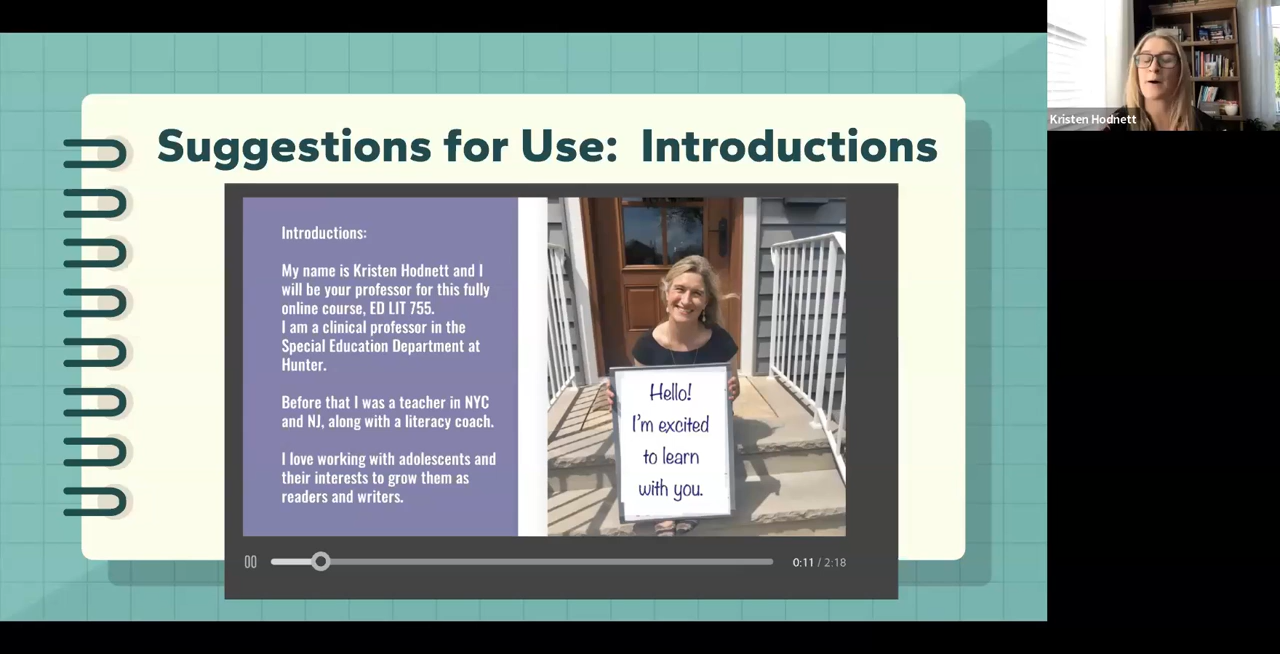 Suggestions for Use: Introductions
Introductions:
My name is Kristen Hodnett and I
will be your professor for this fully
online course, ED LIT 755.
I am a clinical professor in the
Special Education Department at
Hunter.
Before that I was a teacher in NYC
and NJ, along with a literacy coach.
I love working with adolescents and
their interests to grow them as
readers and writers.
Hello!
I'm excited
to learn
with you.
0:11 / 2:18
Kristen Hodnett